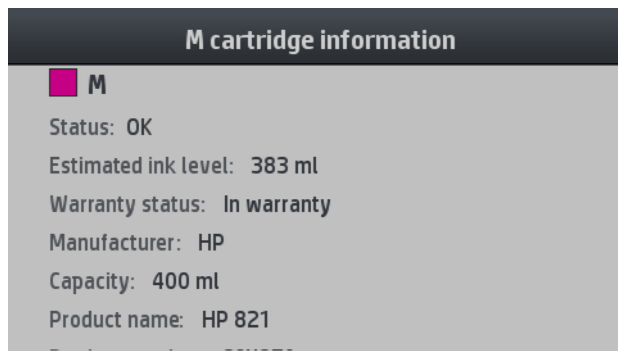 M cartridge information
M
Status: OK
Estimated ink level: 383 ml
Warranty status: In warranty
Manufacturer: HP
Capacity: 400 ml
Product name: HP 821